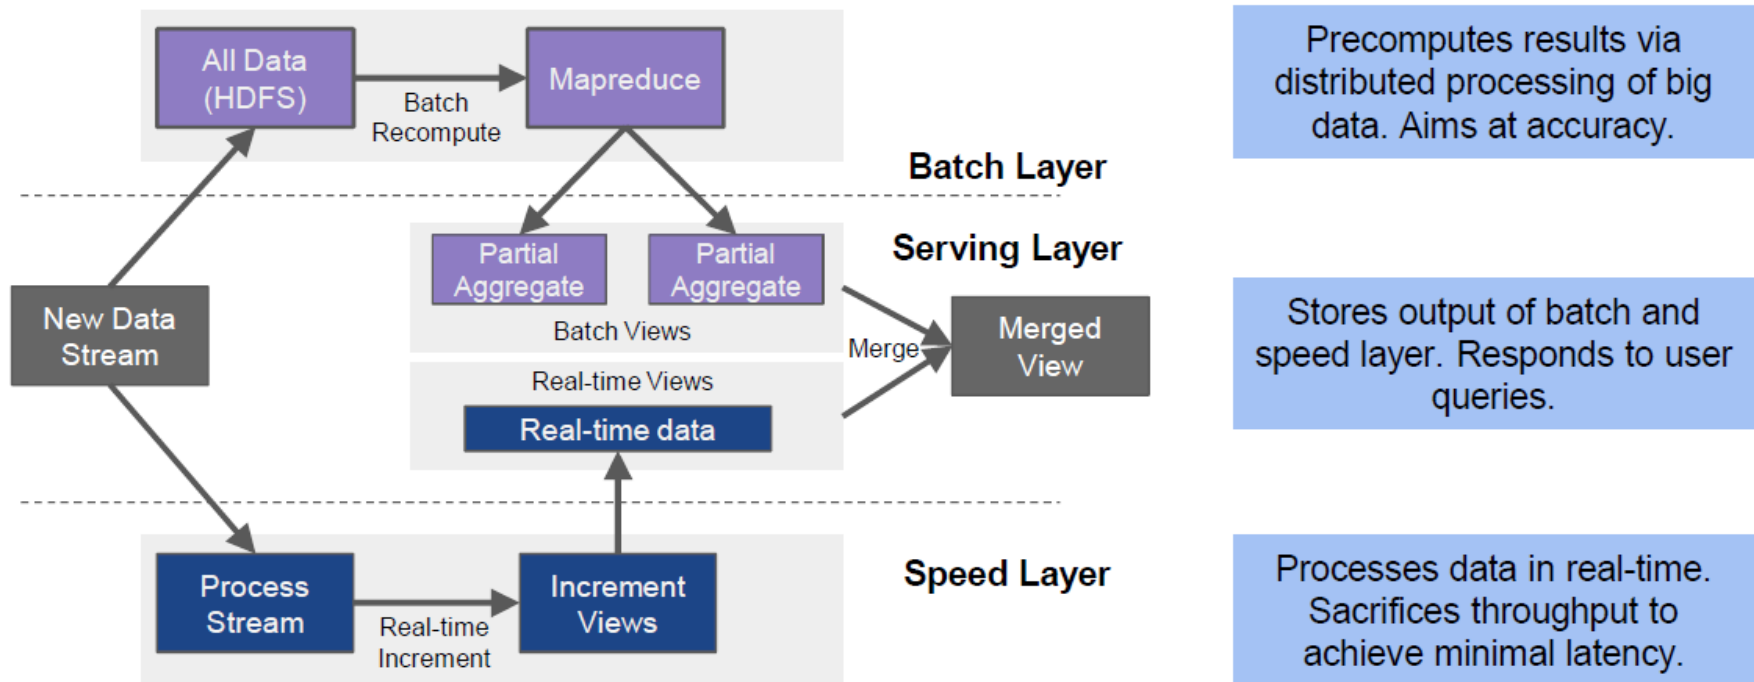 All Data
(HDFS)
Batch
Recompute
Mapreduce
Precomputes results via
distributed processing of big
data. Aims at accuracy.
Batch Layer
Partial
Aggregate
Partial
Aggregate
Batch Views
Serving Layer
New Data
Stream
Merge
Merged
View
Stores output of batch and
speed layer. Responds to user
queries.
Real-time Views
Real-time data
Process
Stream
Real-time
Increment
Increment
Views
Speed Layer
Processes data in real-time.
Sacrifices throughput to
achieve minimal latency.